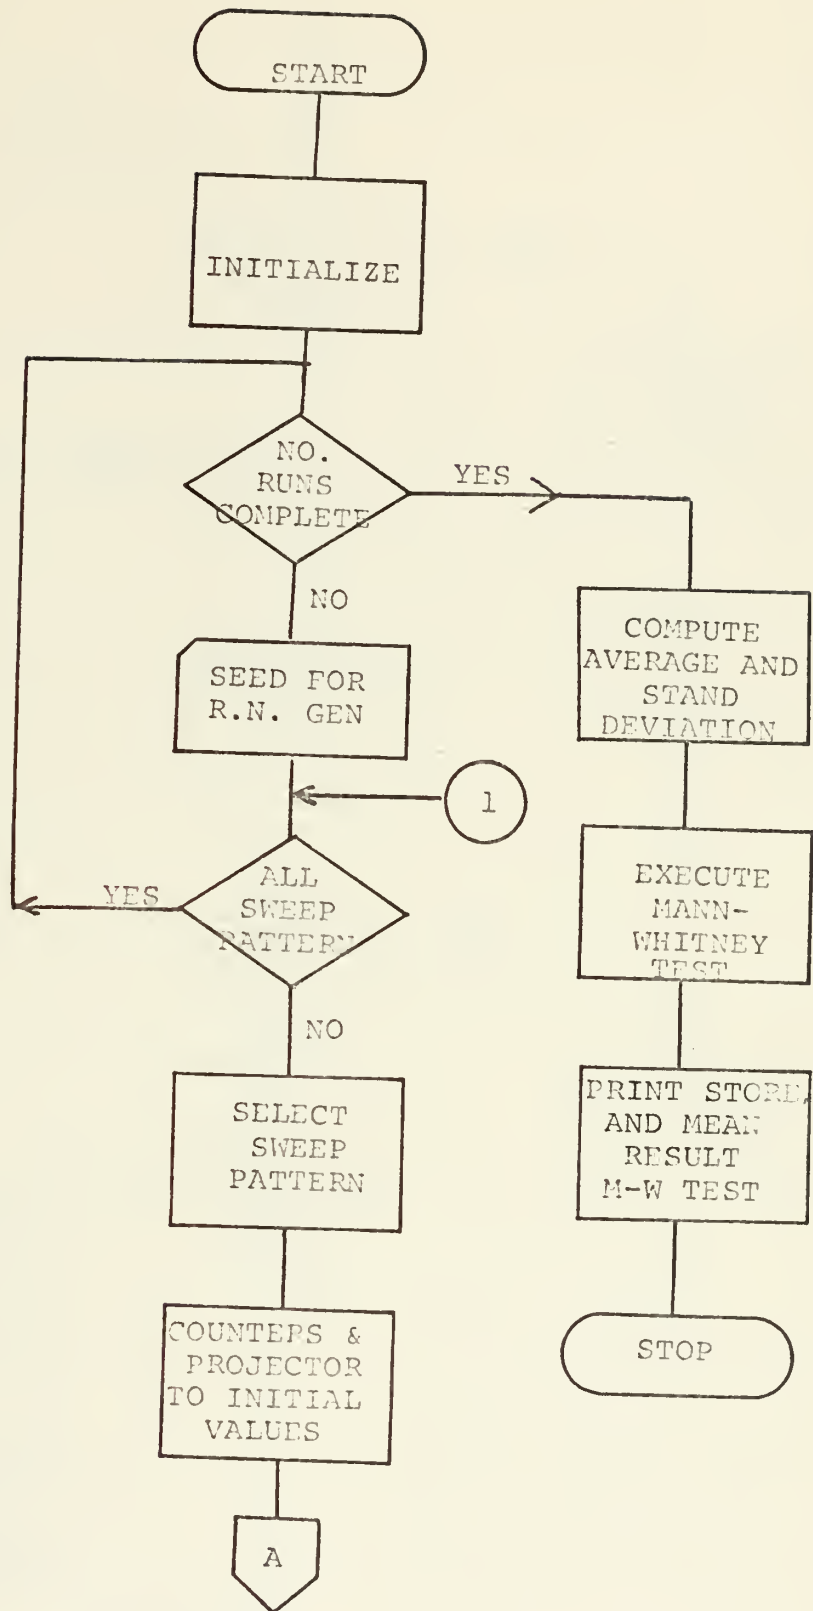 START
INITIALIZE
NO.
RUNS
COMPLETE
YES
NO
SEED FOR
R.N. GEN
1
ALL
SWEEP
PATTERN
YES
NO
SELECT
SWEEP
PATTERN
COUNTERS &
PROJECTOR
TO INITIAL
VALUES
A
COMPUTE
AVERAGE AND
STAND
DEVIATION
EXECUTE
MANN-
WHITNEY
TEST
PRINT STORE,
AND MEAN
RESULT
M-W TEST
STOP